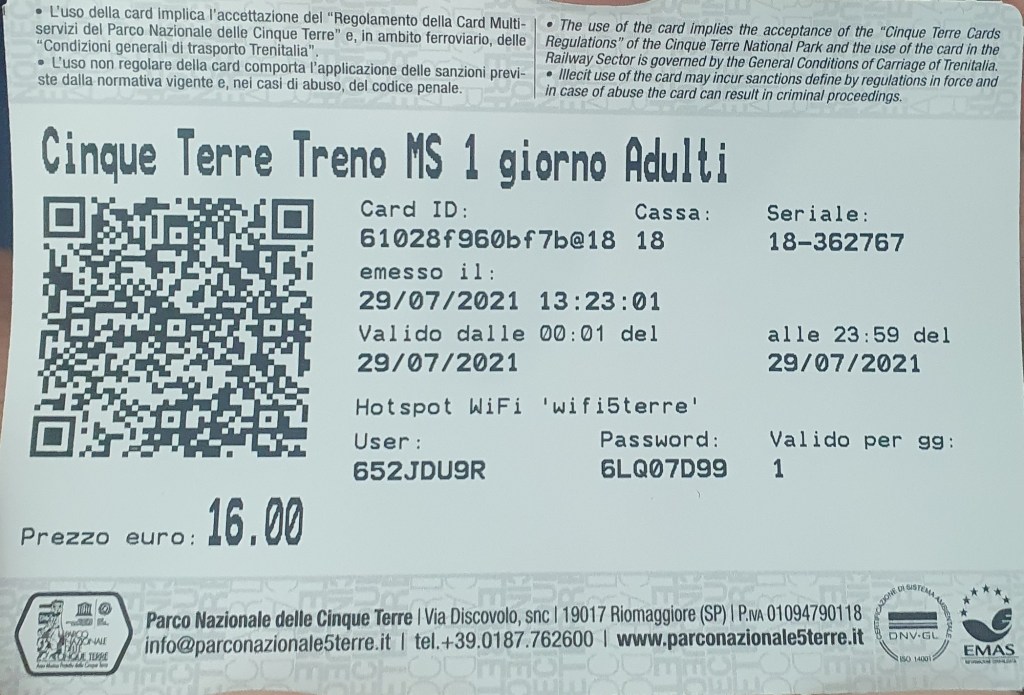 • L'uso della card implica l'accettazione del “Regolamento della Card Multi-
servizi del Parco Nazionale delle Cinque Terre” e, in ambito ferroviario, delle
“Condizioni generali di trasporto Trenitalia”.
• L'uso non regolare della card comporta l'applicazione delle sanzioni previ-
ste dalla normativa vigente e, nei casi di abuso, del codice penale.
• The use of the card implies the acceptance of the “Cinque Terre Cards
Regulations” of the Cinque Terre National Park and the use of the card in the
Railway Sector is governed by the General Conditions of Carriage of Trenitalia.
• Illecit use of the card may incur sanctions define by regulations in force and
in case of abuse the card can result in criminal proceedings.
Cinque Terre Treno MS 1 giorno Adulti
Card ID: Cassa: Seriale:
61028f960bf7b@18 18 18-362767
emesso il:
29/07/2021 13:23:01
Valido dalle 00:01 del alle 23:59 del
29/07/2021 29/07/2021
Hotspot WiFi 'wifi5terre'
User: Password: Valido per gg:
652JDU9R 6LQ07D99 1
Prezzo euro: 16.00
Parco Nazionale delle Cinque Terre | Via Discovolo, snc | 19017 Riomaggiore (SP) | P.IVA 01094790118
info@parconazionale5terre.it | tel.+39.0187.762600 | www.parconazionale5terre.it
CINQUE TERRE
DNV·GL
ISO 14001
EMAS